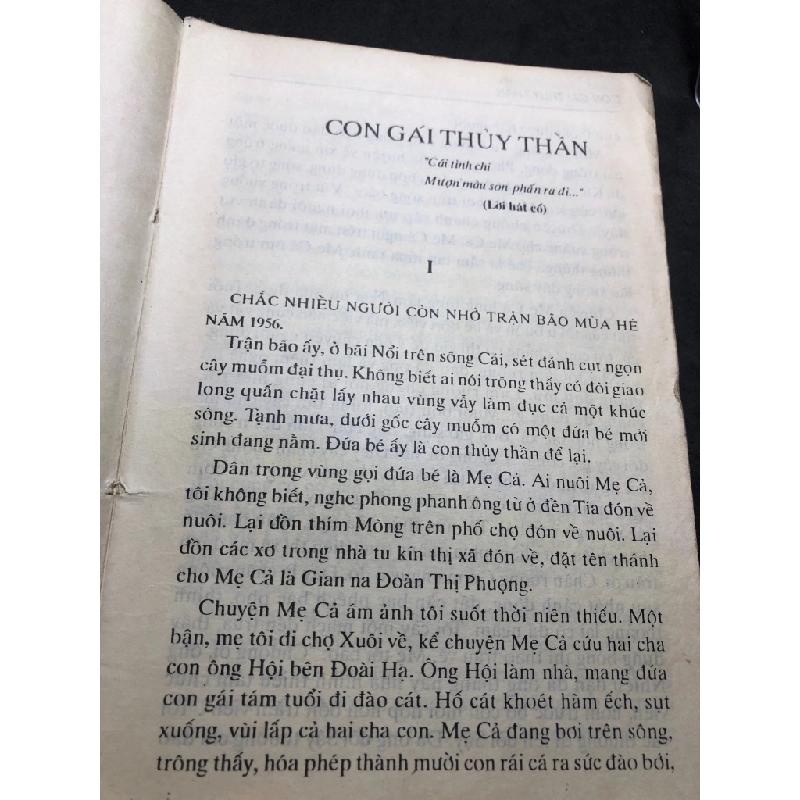 CON GÁI THỦY THẦN
"Cái tình chi
Mượn màu son phấn ra đi..."
(Lời hát cổ)
I
CHẮC NHIỀU NGƯỜI CÒN NHỚ TRẬN BÃO MÙA HÈ
NĂM 1956.
Trận bão ấy, ở bãi Nổi trên sông Cái, sét đánh cụt ngọn
cây muỗm đại thụ. Không biết ai nói trông thấy có đôi giao
long quấn chặt lấy nhau vùng vẫy làm đục cả một khúc
sông. Tạnh mưa, dưới gốc cây muỗm có một đứa bé mới
sinh đang nằm. Đứa bé ấy là con thủy thần để lại.
Dân trong vùng gọi đứa bé là Mẹ Cả. Ai nuôi Mẹ Cả,
tôi không biết, nghe phong phanh ông từ ở đền Tia đón về
nuôi. Lại đồn thím Mòng trên phố chợ đón về nuôi. Lại
đồn các xơ trong nhà tu kín thị xã đón về, đặt tên thánh
cho Mẹ Cả là Gian na Đoàn Thị Phượng.
Chuyện Mẹ Cả ám ảnh tôi suốt thời niên thiếu. Một
bận, mẹ tôi đi chợ Xuôi về, kể chuyện Mẹ Cả cứu hai cha
con ông Hội bên Đoài Hạ. Ông Hội làm nhà, mang đứa
con gái tám tuổi đi đào cát. Hố cát khoét hàm ếch, sụt
xuống, vùi lấp cả hai cha con. Mẹ Cả đang bơi trên sông,
trông thấy, hóa phép thành mười con rái cá ra sức đào bới,